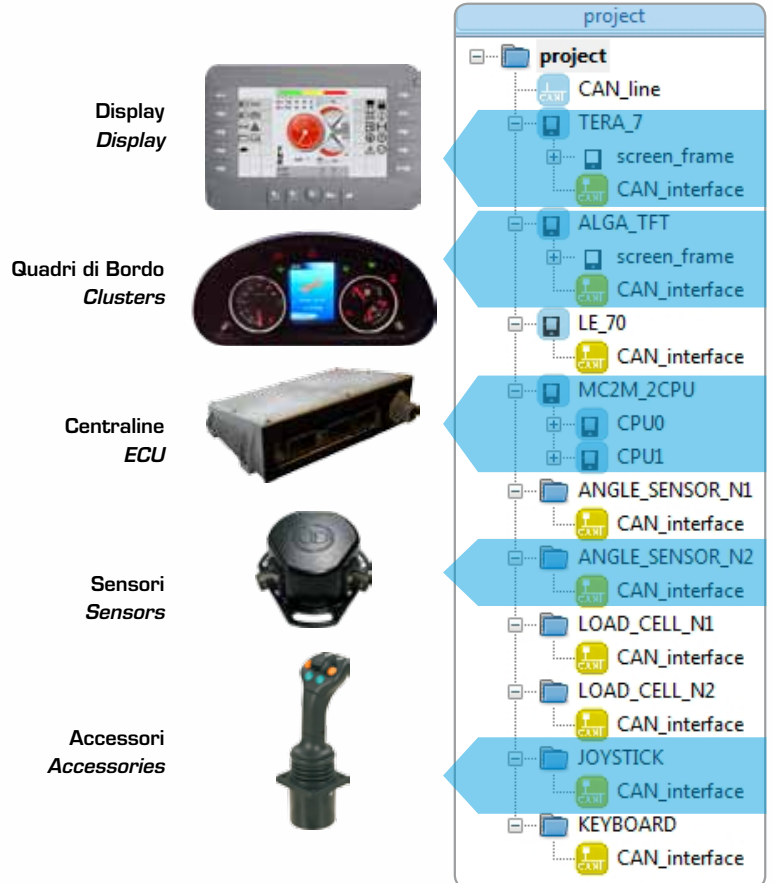 project
project
CAN_line
TERA_7
screen_frame
CAN_interface
ALGA_TFT
screen_frame
CAN_interface
LE_70
CAN_interface
MC2M_2CPU
CPU0
CPU1
ANGLE_SENSOR_N1
CAN_interface
ANGLE_SENSOR_N2
CAN_interface
LOAD_CELL_N1
CAN_interface
LOAD_CELL_N2
CAN_interface
JOYSTICK
CAN_interface
KEYBOARD
CAN_interface
Display
Display
Quadri di Bordo
Clusters
Centraline
ECU
Sensori
Sensors
Accessori
Accessories